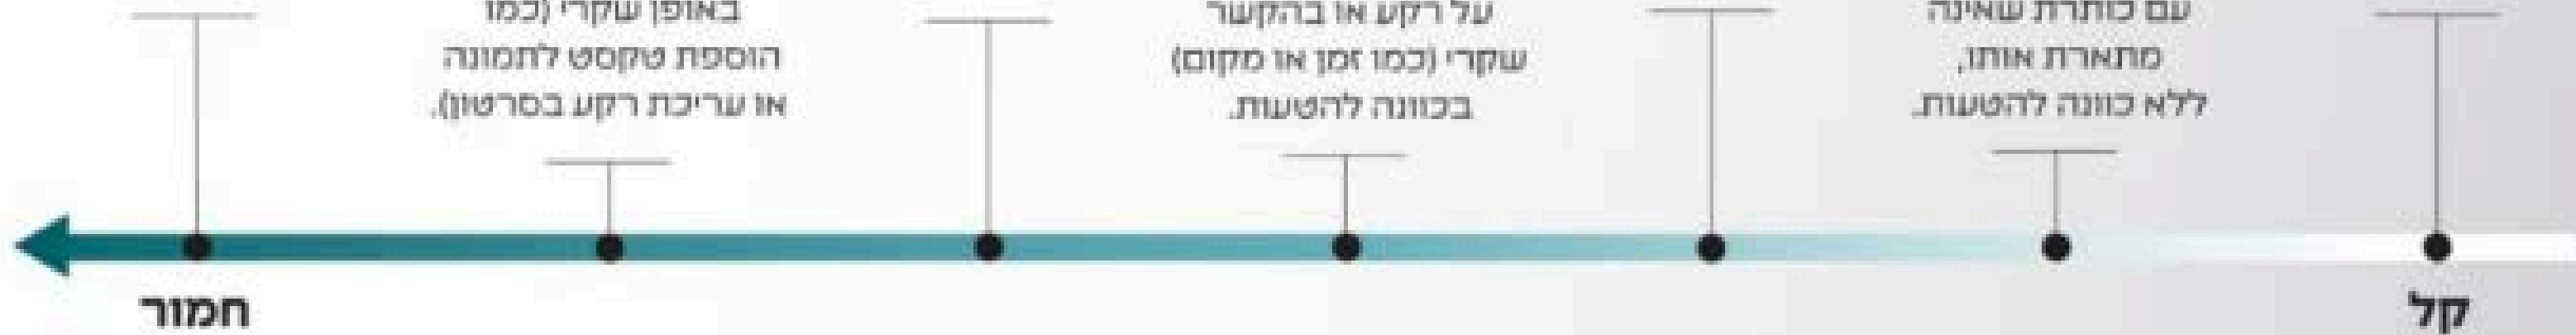 עם כותרת שאינה
מתארת אותו,
ללא כוונה להטעות.
על רקע או בהקשר
שקרי (כמו זמן או מקום)
בכוונה להטעות.
באופן שקרי (כמו
הוספת טקסט לתמונה
או עריכת רקע בסרטון).
קל
חמור